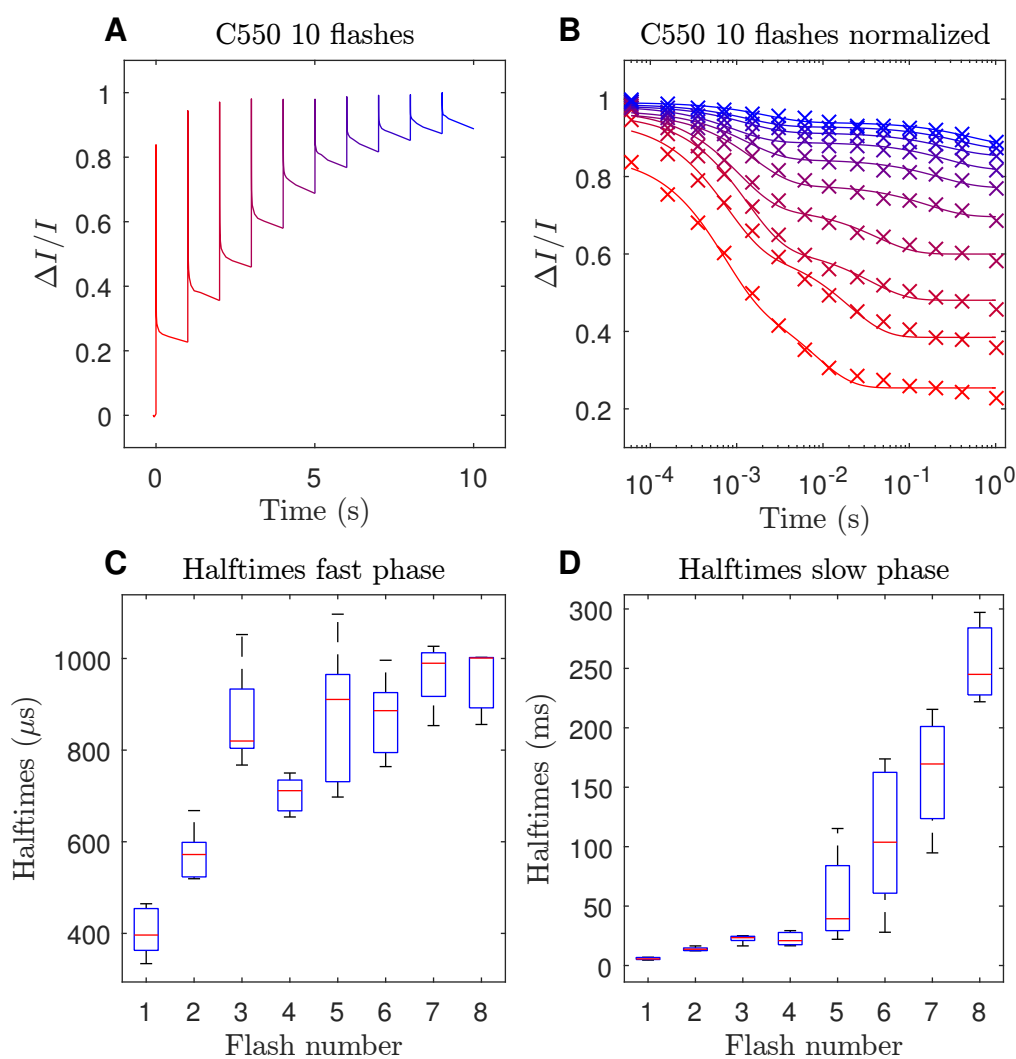 A
C550 10 flashes
ΔI/I
1
0.8
0.6
0.4
0.2
0
0
5
10
Time (s)
B
C550 10 flashes normalized
ΔI/I
1
0.8
0.6
0.4
0.2
10⁻⁴
10⁻³
10⁻²
10⁻¹
10⁰
Time (s)
C
Halftimes fast phase
Halftimes (μs)
1000
800
600
400
1 2 3 4 5 6 7 8
Flash number
D
Halftimes slow phase
Halftimes (ms)
300
250
200
150
100
50
0
1 2 3 4 5 6 7 8
Flash number